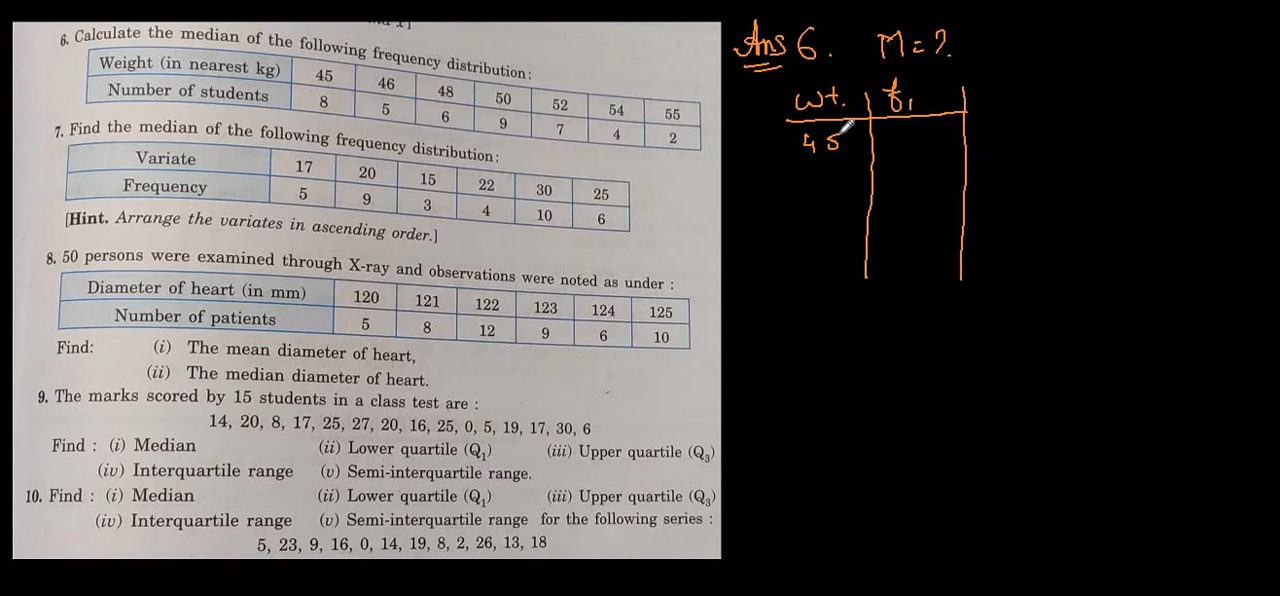 6. Calculate the median of the following frequency distribution:
Weight (in nearest kg) 45 46 48 50 52 54 55
Number of students 8 5 6 9 7 4 2
7. Find the median of the following frequency distribution:
Variate 17 20 15 22 30 25
Frequency 5 9 3 4 10 6
[Hint. Arrange the variates in ascending order.]
8. 50 persons were examined through X-ray and observations were noted as under :
Diameter of heart (in mm) 120 121 122 123 124 125
Number of patients 5 8 12 9 6 10
Find: (i) The mean diameter of heart,
(ii) The median diameter of heart.
9. The marks scored by 15 students in a class test are :
14, 20, 8, 17, 25, 27, 20, 16, 25, 0, 5, 19, 17, 30, 6
Find : (i) Median (ii) Lower quartile (Q₁) (iii) Upper quartile (Q₃)
(iv) Interquartile range (v) Semi-interquartile range.
10. Find : (i) Median (ii) Lower quartile (Q₁) (iii) Upper quartile (Q₃)
(iv) Interquartile range (v) Semi-interquartile range for the following series :
5, 23, 9, 16, 0, 14, 19, 8, 2, 26, 13, 18
Ans 6. M = ?
wt. f₁
45